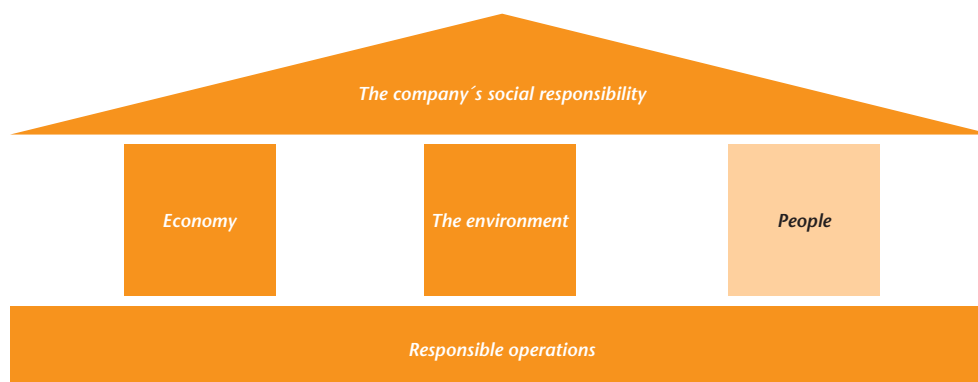 The company´s social responsibility
Economy
The environment
People
Responsible operations